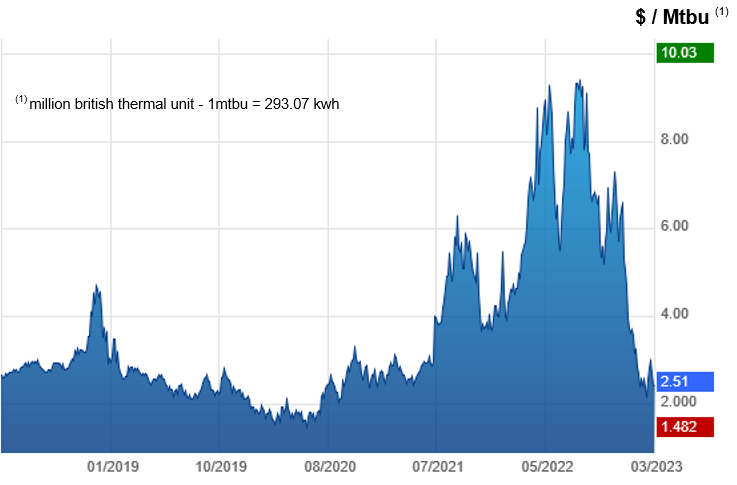 $ / Mtbu (1)
10.03
(1) million british thermal unit - 1mtbu = 293.07 kwh
8.00
6.00
4.00
2.51
2.000
1.482
01/2019 10/2019 08/2020 07/2021 05/2022 03/2023